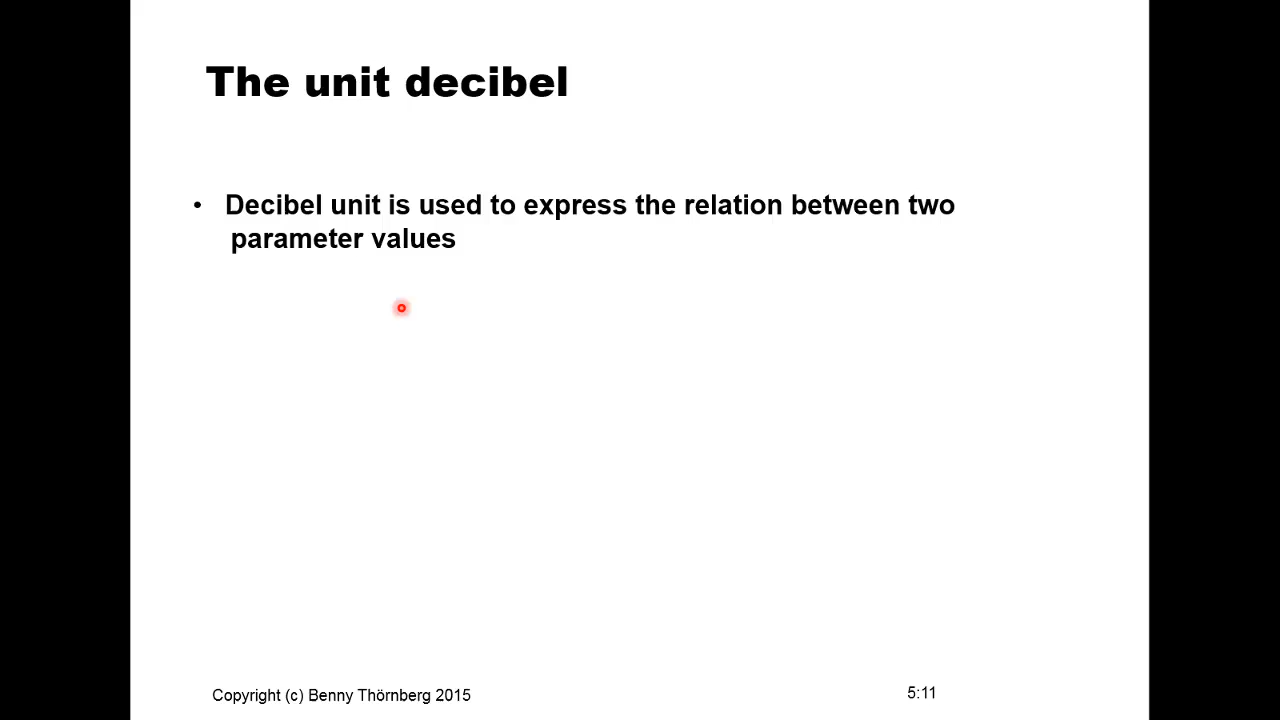 The unit decibel
• Decibel unit is used to express the relation between two
parameter values
Copyright (c) Benny Thörnberg 2015
5:11